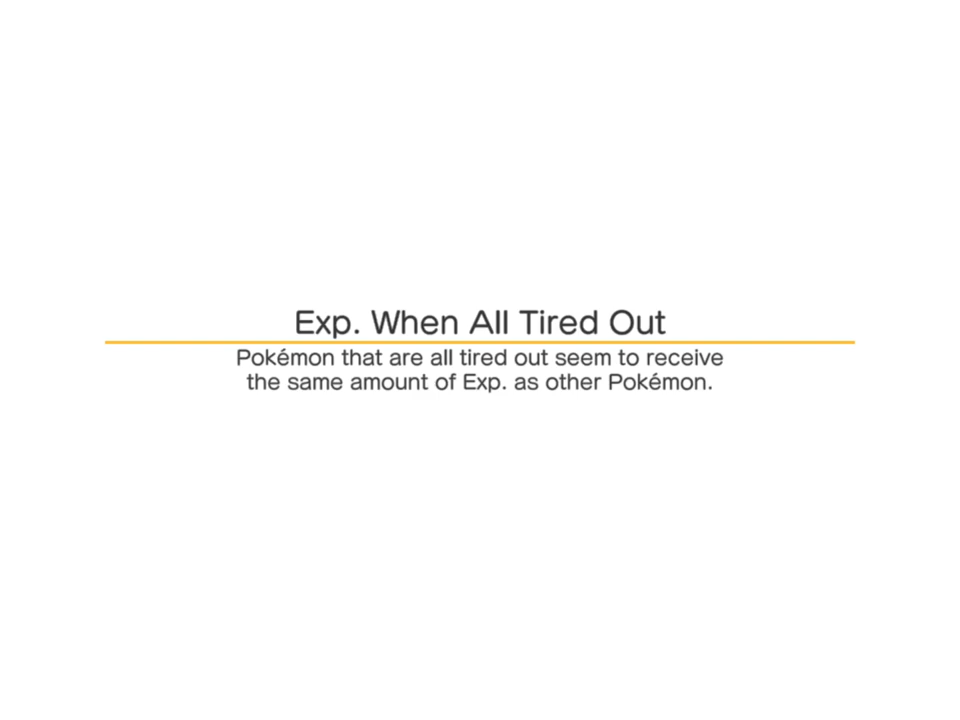 Exp. When All Tired Out
Pokémon that are all tired out seem to receive
the same amount of Exp. as other Pokémon.